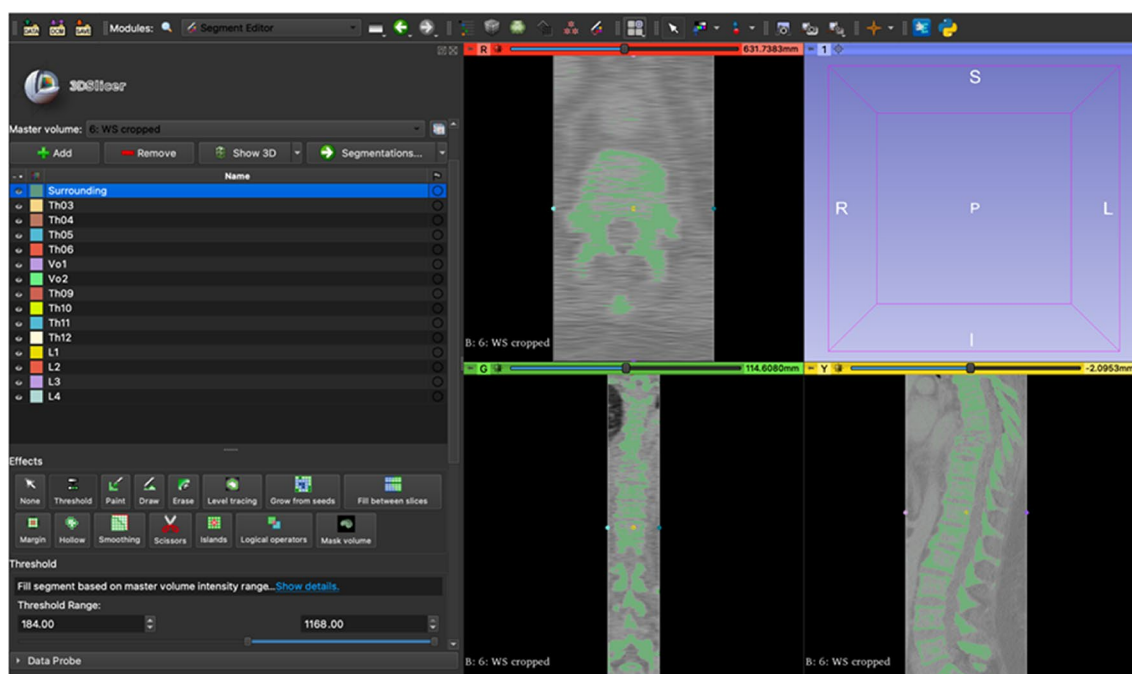 DATA DCM SAVE Modules: Segment Editor
3DSlicer
Master volume: 6: WS cropped
Add Remove Show 3D Segmentations...
Name
Surrounding
Th03
Th04
Th05
Th06
Vo1
Vo2
Th09
Th10
Th11
Th12
L1
L2
L3
L4
Effects
None Threshold Paint Draw Erase Level tracing Grow from seeds Fill between slices
Margin Hollow Smoothing Scissors Islands Logical operators Mask volume
Threshold
Fill segment based on master volume intensity range...Show details.
Threshold Range:
184.00 1168.00
Data Probe
R 631.7383mm
B: 6: WS cropped
1
S
R P L
I
G 114.6080mm
B: 6: WS cropped
Y -2.0953mm
B: 6: WS cropped